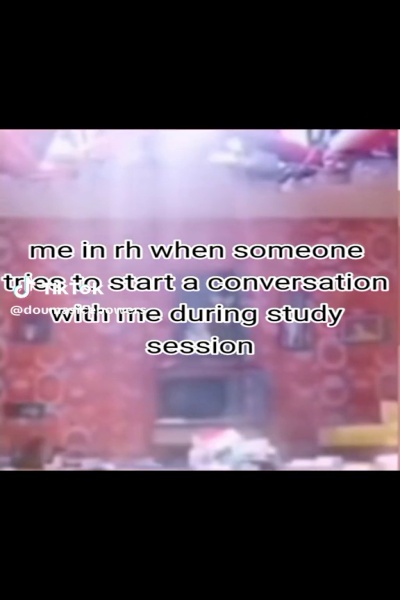 me in rh when someone
tries to start a conversation
TikTok
with me during study
session